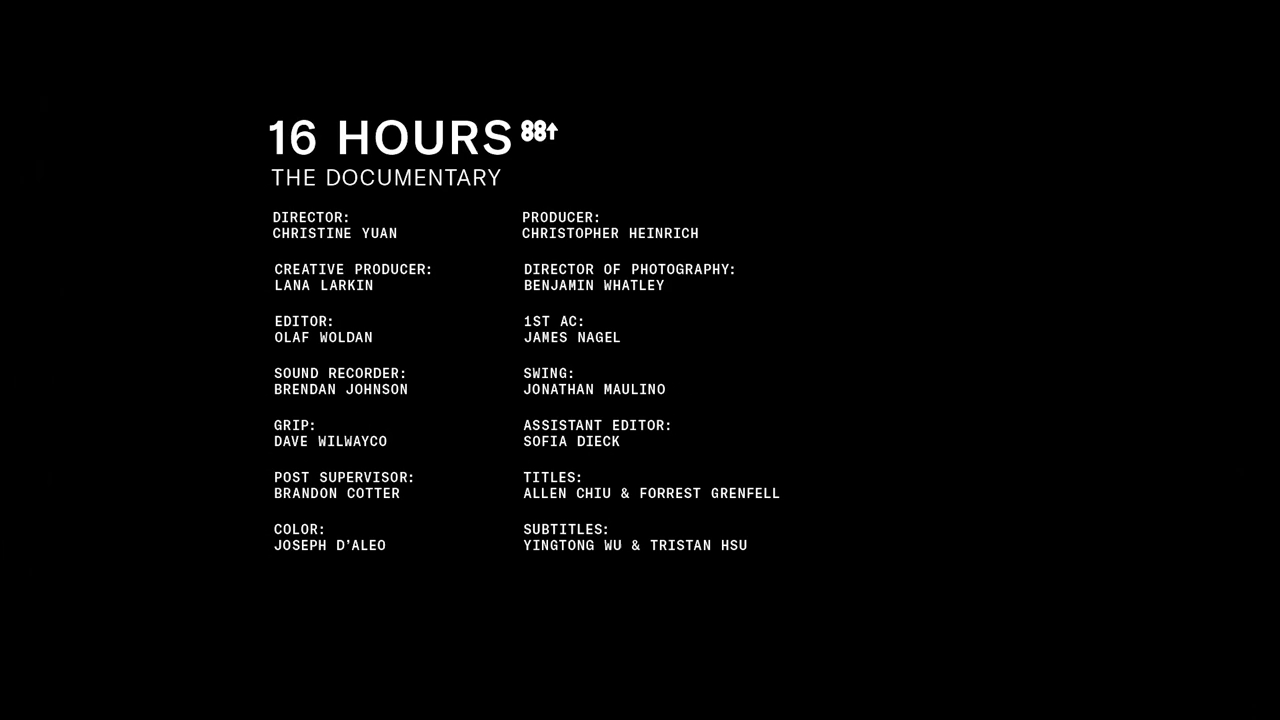 16 HOURS 88↑
THE DOCUMENTARY
DIRECTOR:
CHRISTINE YUAN
PRODUCER:
CHRISTOPHER HEINRICH
CREATIVE PRODUCER:
LANA LARKIN
DIRECTOR OF PHOTOGRAPHY:
BENJAMIN WHATLEY
EDITOR:
OLAF WOLDAN
1ST AC:
JAMES NAGEL
SOUND RECORDER:
BRENDAN JOHNSON
SWING:
JONATHAN MAULINO
GRIP:
DAVE WILWAYCO
ASSISTANT EDITOR:
SOFIA DIECK
POST SUPERVISOR:
BRANDON COTTER
TITLES:
ALLEN CHIU & FORREST GRENFELL
COLOR:
JOSEPH D'ALEO
SUBTITLES:
YINGTONG WU & TRISTAN HSU